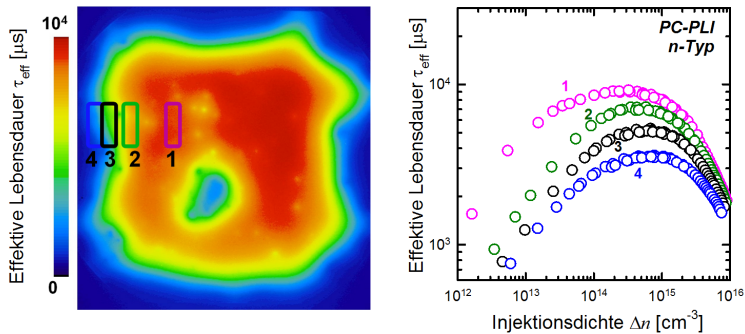 Effektive Lebensdauer τeff [µs]
10⁴
0
4 3 2 1
Effektive Lebensdauer τeff [µs]
10⁴
10³
PC-PLI
n-Typ
1
2
3
4
10¹² 10¹³ 10¹⁴ 10¹⁵ 10¹⁶
Injektionsdichte Δn [cm⁻³]